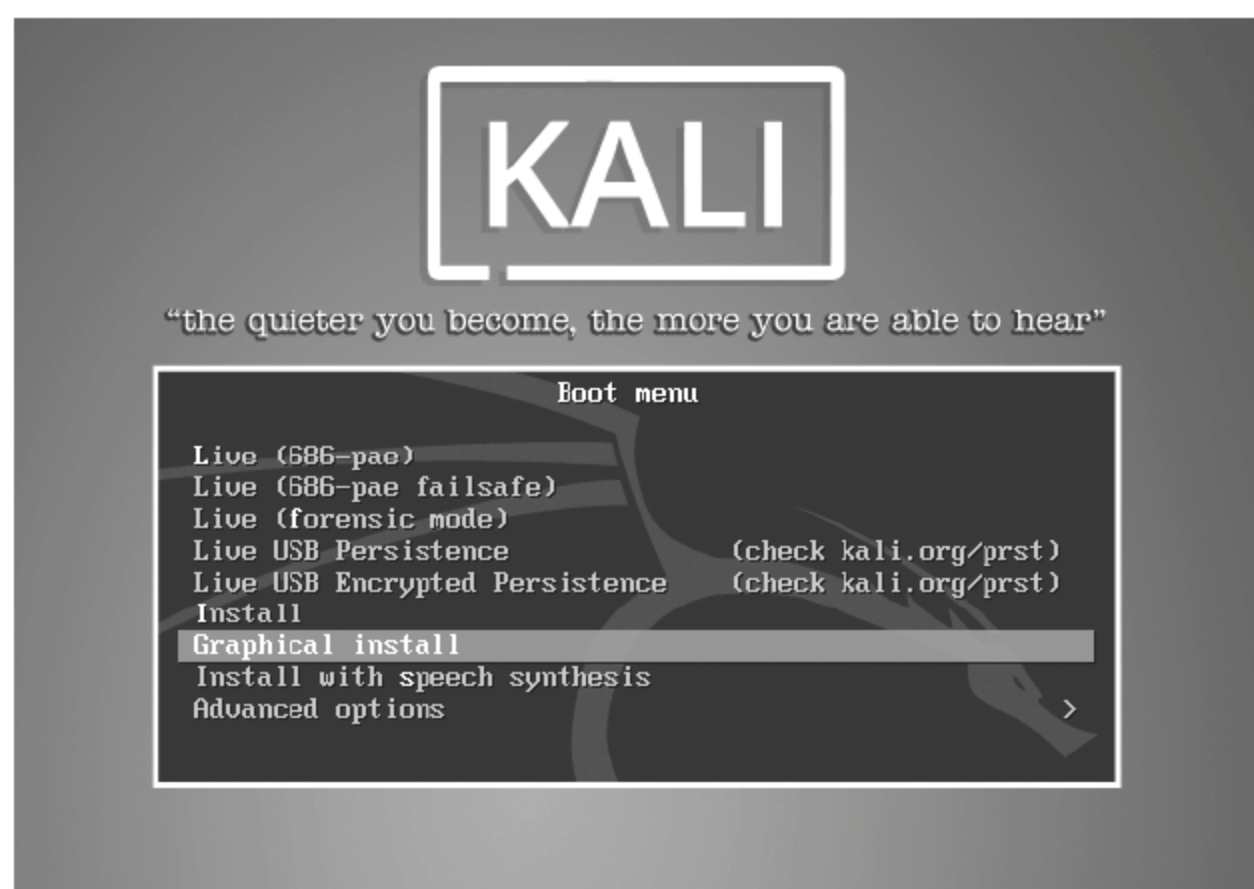 KALI
“the quieter you become, the more you are able to hear”
Boot menu
Live (686-pae)
Live (686-pae failsafe)
Live (forensic mode)
Live USB Persistence (check kali.org/prst)
Live USB Encrypted Persistence (check kali.org/prst)
Install
Graphical install
Install with speech synthesis
Advanced options >